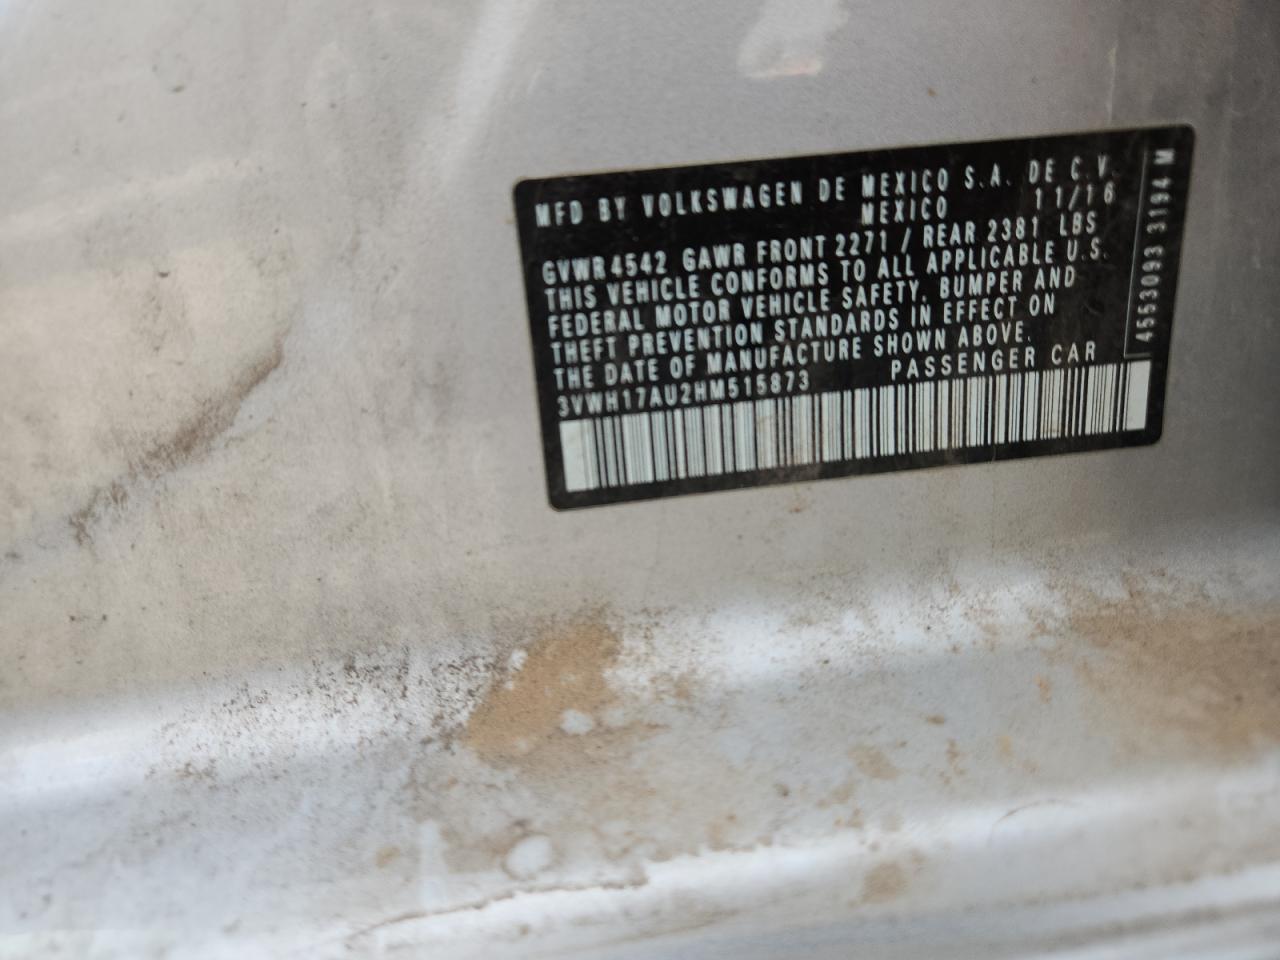 MFD BY VOLKSWAGEN DE MEXICO S.A. DE C.V.
MEXICO 11/16
GVWR 4542 GAWR FRONT 2271 / REAR 2381 LBS
THIS VEHICLE CONFORMS TO ALL APPLICABLE U.S.
FEDERAL MOTOR VEHICLE SAFETY, BUMPER AND
THEFT PREVENTION STANDARDS IN EFFECT ON
THE DATE OF MANUFACTURE SHOWN ABOVE.
3VWH17AU2HM515873 PASSENGER CAR
4553093 3194 M